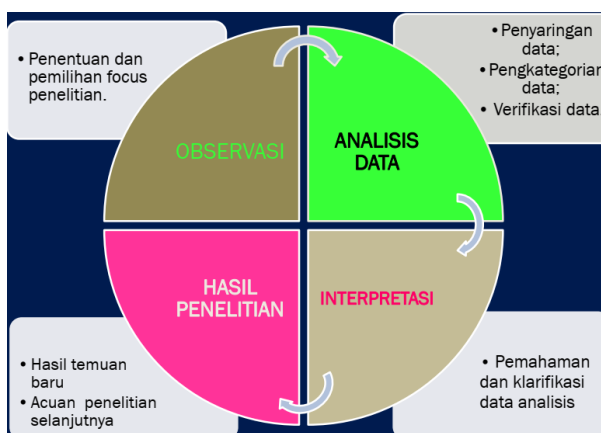 • Penentuan dan
pemilihan focus
penelitian.
• Penyaringan
data;
• Pengkategorian
data;
• Verifikasi data
OBSERVASI
ANALISIS
DATA
HASIL
PENELITIAN
INTERPRETASI
• Hasil temuan
baru
• Acuan penelitian
selanjutnya
• Pemahaman
dan klarifikasi
data analisis